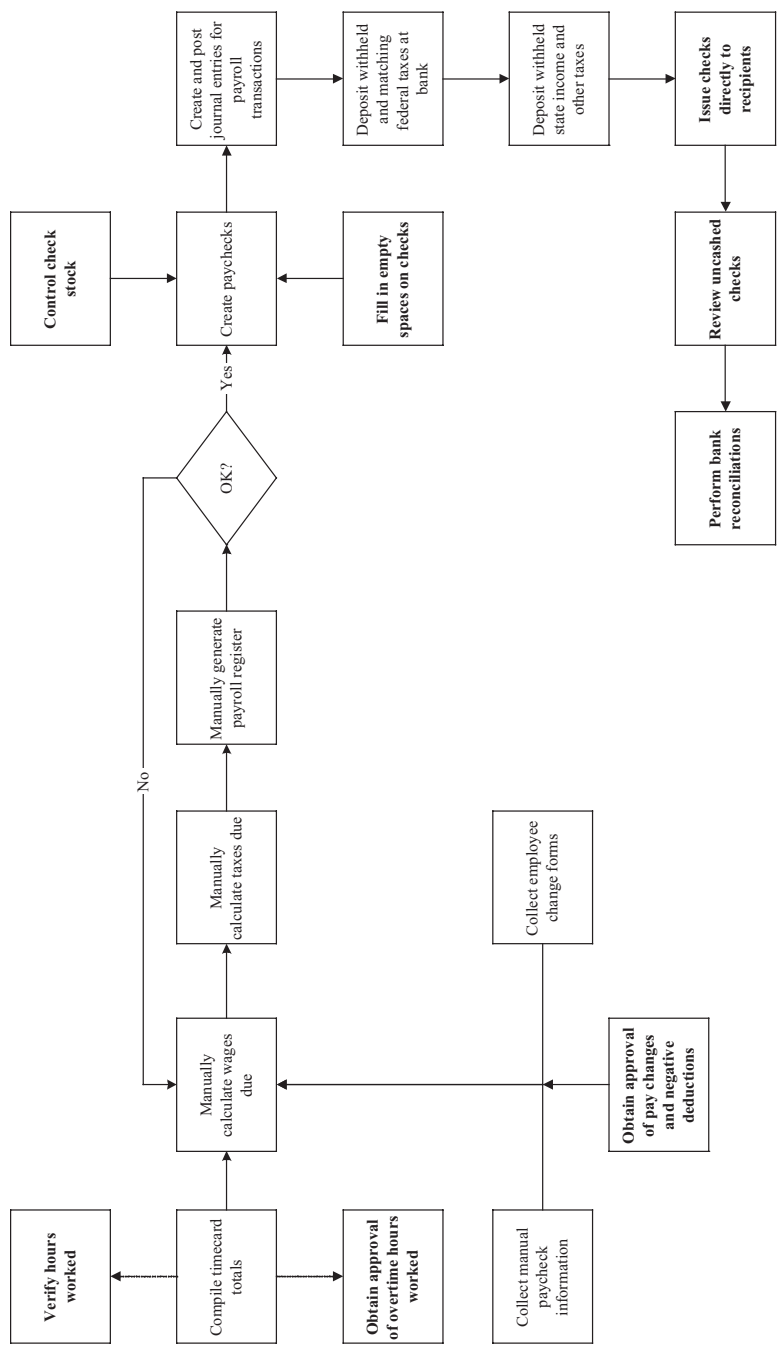 Verify hours
worked
Compile timecard
totals
Obtain approval
of overtime hours
worked
Collect manual
paycheck
information
Manually
calculate wages
due
Obtain approval
of pay changes
and negative
deductions
Collect employee
change forms
Manually
calculate taxes due
Manually generate
payroll register
No
OK?
Yes
Control check
stock
Create paychecks
Fill in empty
spaces on checks
Create and post
journal entries for
payroll
transactions
Deposit withheld
and matching
federal taxes at
bank
Deposit withheld
state income and
other taxes
Issue checks
directly to
recipients
Review uncashed
checks
Perform bank
reconciliations